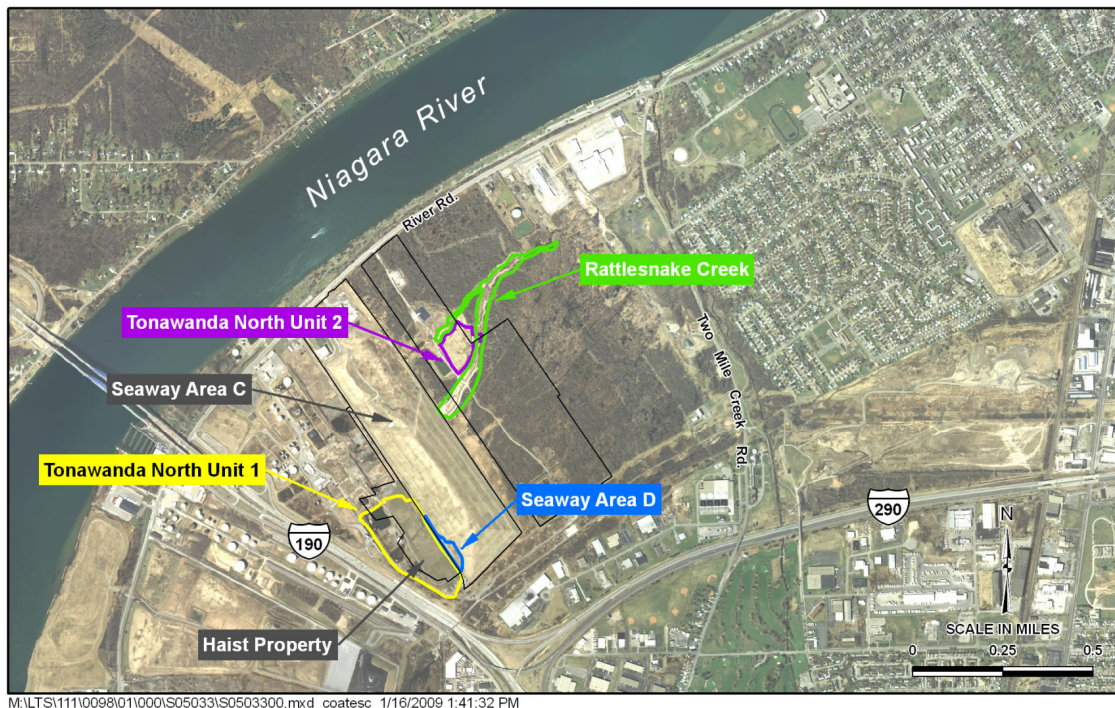 Niagara River
River Rd.
Rattlesnake Creek
Tonawanda North Unit 2
Two Mile Creek Rd.
Seaway Area C
Tonawanda North Unit 1
Seaway Area D
290
190
N
Haist Property
SCALE IN MILES
0 0.25 0.5
M:\LTS\111\0098\01\000\S05033\S0503300.mxd coatesc 1/16/2009 1:41:32 PM